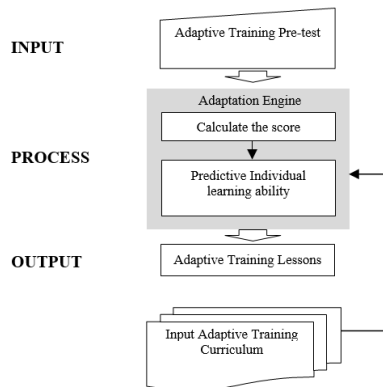 Adaptive Training Pre-test
INPUT
Adaptation Engine
Calculate the score
PROCESS
Predictive Individual
learning ability
OUTPUT
Adaptive Training Lessons
Input Adaptive Training
Curriculum